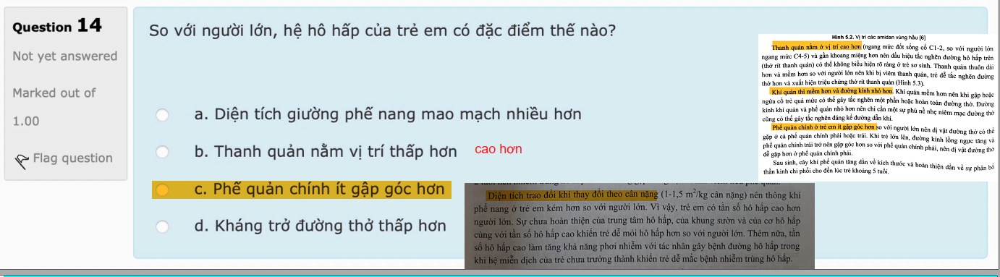 Question 14
Not yet answered
Marked out of
1.00
Flag question
So với người lớn, hệ hô hấp của trẻ em có đặc điểm thế nào?
a. Diện tích giường phế nang mao mạch nhiều hơn
b. Thanh quản nằm vị trí thấp hơn
cao hơn
c. Phế quản chính ít gập góc hơn
d. Kháng trở đường thở thấp hơn
Hình 5.2. Vị trí các amidan vùng hầu [6]
Thanh quản nằm ở vị trí cao hơn (ngang mức đốt sống cổ C1-2, so với người lớn
ngang mức C4-5) và gần khoang miệng hơn nên dấu hiệu tắc nghẽn đường hô hấp trên
(thở rít thanh quản) có thể không biểu hiện rõ ràng ở trẻ sơ sinh. Thanh quản thuôn dài
hơn và mềm hơn so với người lớn nên khi bị viêm thanh quản, trẻ dễ tắc nghẽn đường
thở hơn và xuất hiện triệu chứng thở rít thanh quản (Hình 5.3).
Khí quản thì mềm hơn và đường kính nhỏ hơn. Khí quản mềm hơn nên khi gập hoặc
ngửa cổ trẻ quá mức có thể gây tắc nghẽn một phần hoặc hoàn toàn đường thở. Đường
kính khí quản và phế quản nhỏ hơn nên chỉ cần một sự phù nề nhẹ niêm mạc đường thở
cũng có thể gây tắc nghẽn đáng kể đường dẫn khí.
Phế quản chính ở trẻ em ít gập góc hơn so với người lớn nên dị vật đường thở có thể
gặp ở cả phế quản chính phải hoặc trái. Khi trẻ lớn lên, đường kính lồng ngực tăng và
phế quản chính trái trở nên gập góc hơn so với phế quản chính phải, nên dị vật đường thở
dễ gặp hơn ở phế quản chính phải.
Sau sinh, cây khí phế quản tăng dần về kích thước và hoàn thiện dần về sự phân bố
thần kinh chi phối cho đến lúc trẻ khoảng 5 tuổi.
Diện tích trao đổi khí thay đổi theo cân nặng (1-1,5 m²/kg cân nặng) nên thông khí
phế nang ở trẻ em kém hơn so với người lớn. Vì vậy, trẻ em có tần số hô hấp cao hơn
người lớn. Sự chưa hoàn thiện của trung tâm hô hấp, của khung sườn và của cơ hô hấp
cùng với tần số hô hấp cao khiến trẻ dễ mỏi hô hấp hơn so với người lớn. Thêm nữa, tần
số hô hấp cao làm tăng khả năng phơi nhiễm với tác nhân gây bệnh đường hô hấp trong
khi hệ miễn dịch của trẻ chưa trưởng thành khiến trẻ dễ mắc bệnh nhiễm trùng hô hấp.